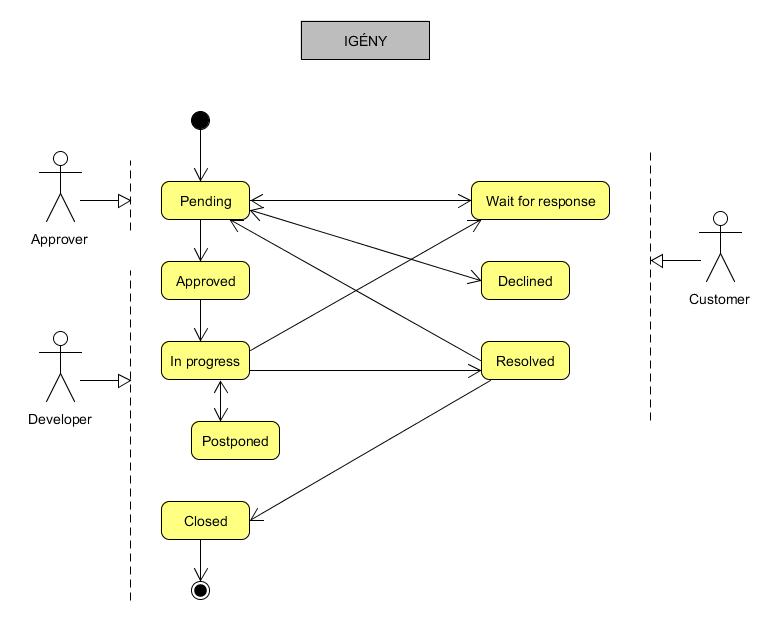 IGÉNY
Pending
Wait for response
Approver
Approved
Declined
Customer
In progress
Resolved
Developer
Postponed
Closed